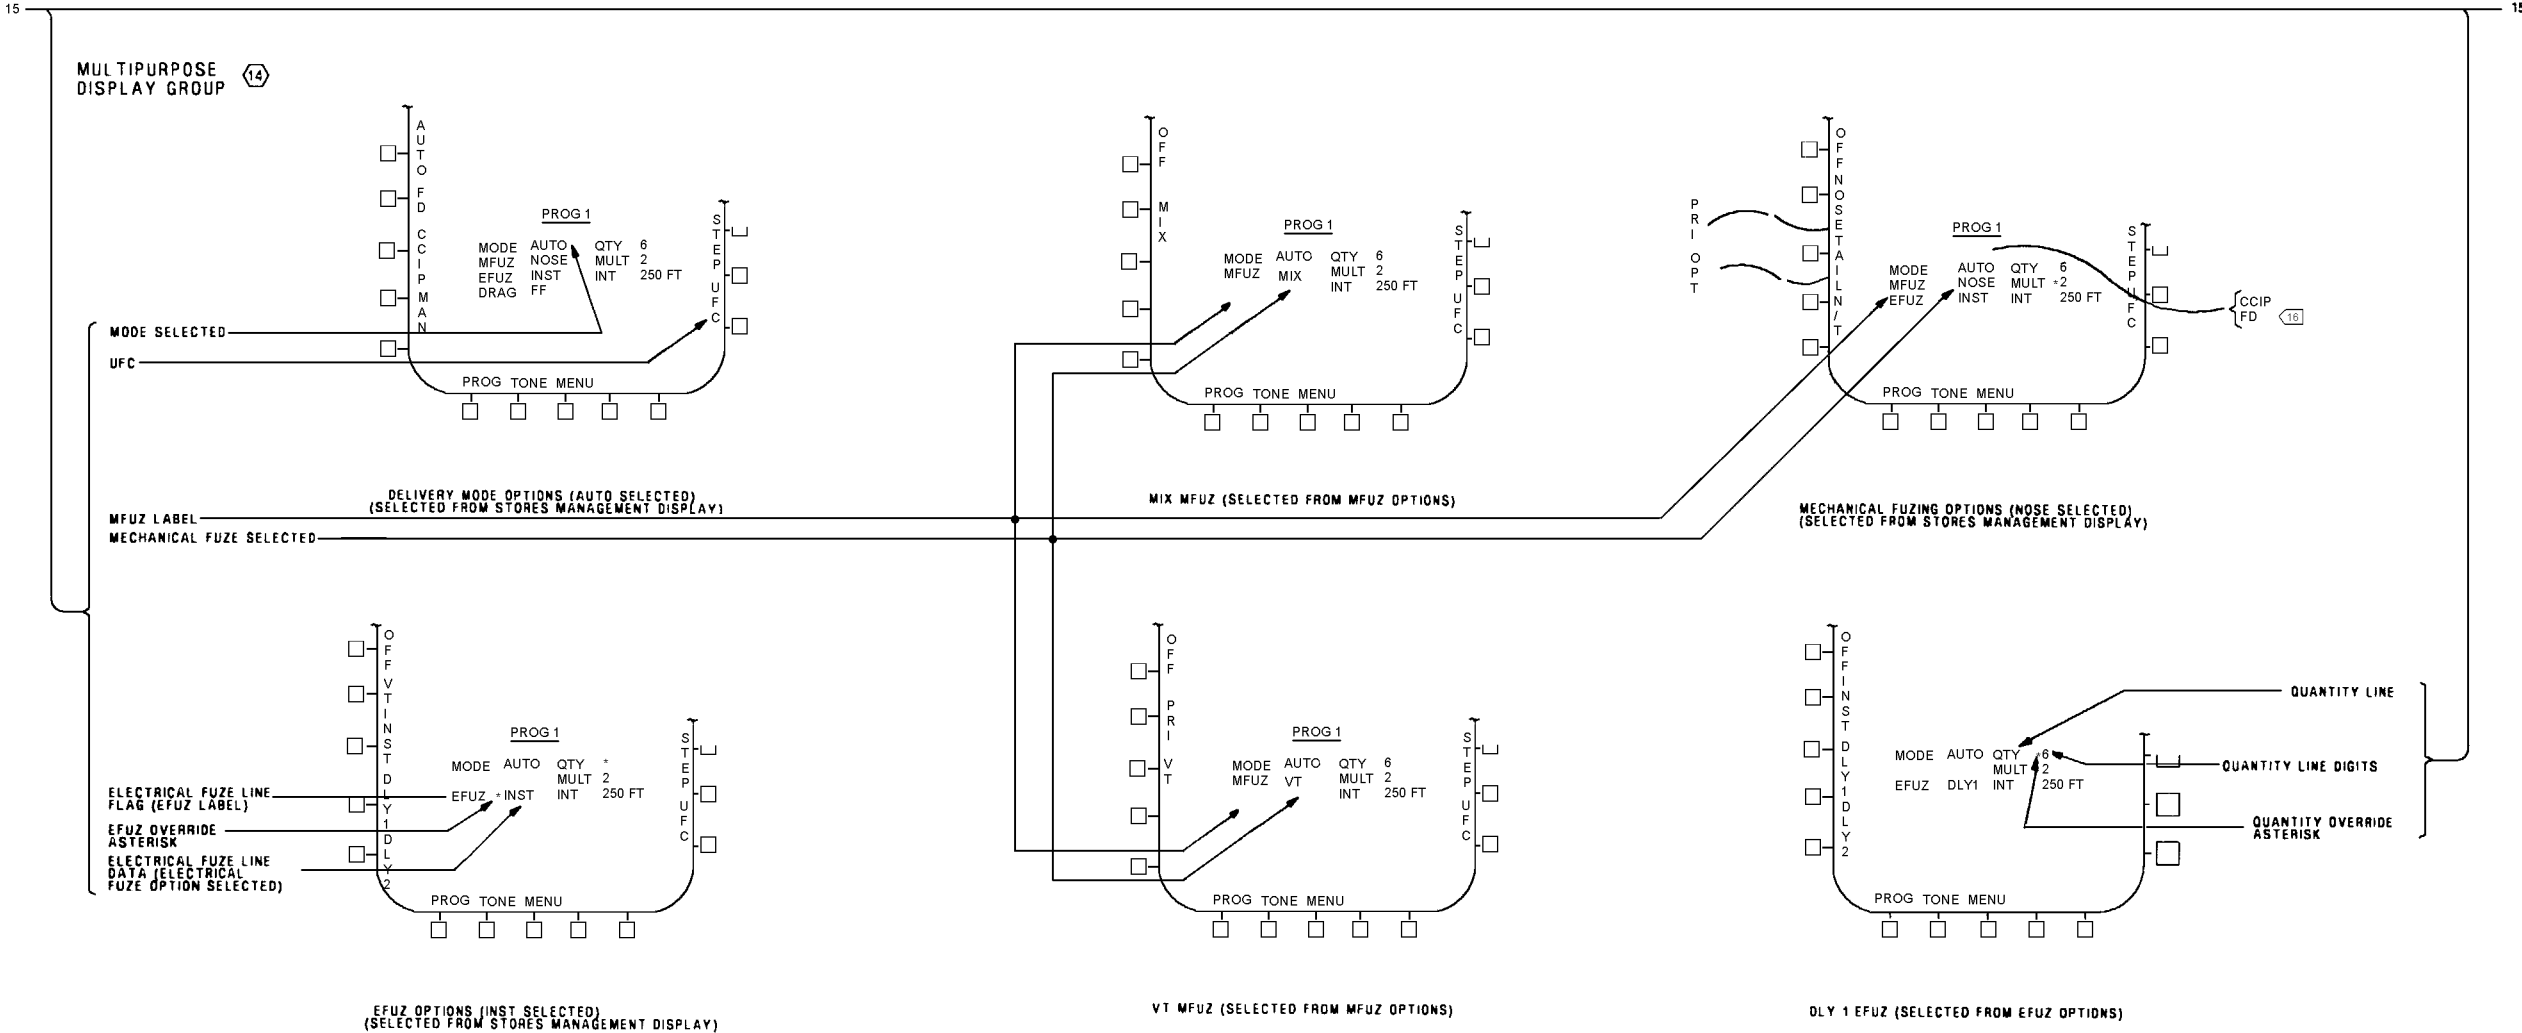 15
15
MULTIPURPOSE
DISPLAY GROUP
14
AUTO FD CCIP MAN
PROG 1
MODE AUTO QTY 6
MFUZ NOSE MULT 2
EFUZ INST INT 250 FT
DRAG FF
STEP UFC
PROG TONE MENU
MODE SELECTED
UFC
DELIVERY MODE OPTIONS (AUTO SELECTED)
(SELECTED FROM STORES MANAGEMENT DISPLAY)
OFF MIX
PROG 1
MODE AUTO QTY 6
MFUZ MIX MULT 2
INT 250 FT
STEP UFC
PROG TONE MENU
MIX MFUZ (SELECTED FROM MFUZ OPTIONS)
PRI OPT
OFF NOSE TAIL N/T
PROG 1
MODE AUTO QTY 6
MFUZ NOSE MULT *2
EFUZ INST INT 250 FT
STEP UFC
CCIP
FD
16
PROG TONE MENU
MECHANICAL FUZING OPTIONS (NOSE SELECTED)
(SELECTED FROM STORES MANAGEMENT DISPLAY)
MFUZ LABEL
MECHANICAL FUZE SELECTED
OFF VT INST DLY1 DLY2
PROG 1
MODE AUTO QTY *
MULT 2
EFUZ *INST INT 250 FT
STEP UFC
PROG TONE MENU
ELECTRICAL FUZE LINE
FLAG (EFUZ LABEL)
EFUZ OVERRIDE
ASTERISK
ELECTRICAL FUZE LINE
DATA (ELECTRICAL
FUZE OPTION SELECTED)
EFUZ OPTIONS (INST SELECTED)
(SELECTED FROM STORES MANAGEMENT DISPLAY)
OFF PRI VT
PROG 1
MODE AUTO QTY 6
MFUZ VT MULT 2
INT 250 FT
STEP UFC
PROG TONE MENU
VT MFUZ (SELECTED FROM MFUZ OPTIONS)
OFF INST DLY1 DLY2
MODE AUTO QTY *6
MULT 2
EFUZ DLY1 INT 250 FT
PROG TONE MENU
QUANTITY LINE
QUANTITY LINE DIGITS
QUANTITY OVERRIDE
ASTERISK
DLY 1 EFUZ (SELECTED FROM EFUZ OPTIONS)